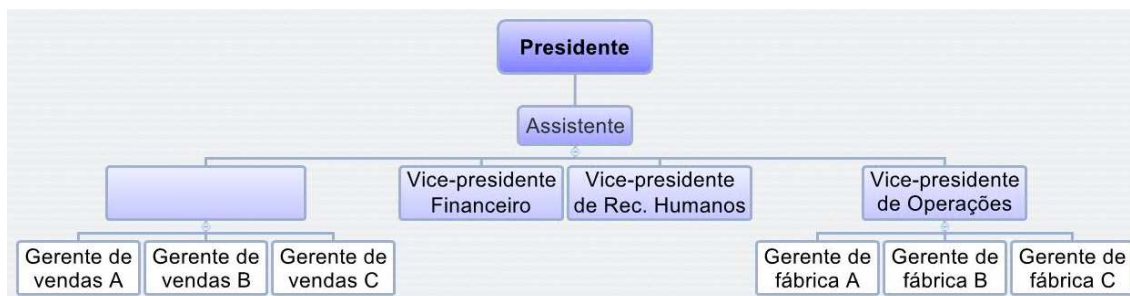 Presidente
Assistente
Vice-presidente
Financeiro
Vice-presidente
de Rec. Humanos
Vice-presidente
de Operações
Gerente de
vendas A
Gerente de
vendas B
Gerente de
vendas C
Gerente de
fábrica A
Gerente de
fábrica B
Gerente de
fábrica C